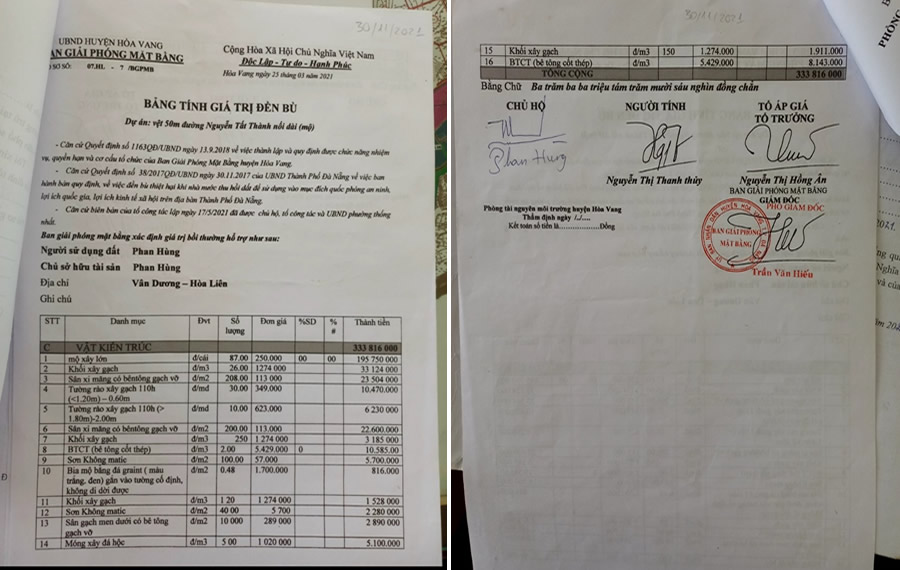 30/11/2021
UBND HUYỆN HÒA VANG
BAN GIẢI PHÓNG MẶT BẰNG
SƠ SỐ: 07.HL - 7 /BGPMB
Cộng Hòa Xã Hội Chủ Nghĩa Việt Nam
Độc Lập - Tự do - Hạnh Phúc
Hòa Vang ngày 25 tháng 03 năm 2021
BẢNG TÍNH GIÁ TRỊ ĐỀN BÙ
Dự án: vệt 50m đường Nguyễn Tất Thành nối dài (mộ)
- Căn cứ Quyết định số 1163QĐ/UBND ngày 13.9.2018 về việc thành lập và quy định được chức năng nhiệm
vụ, quyền hạn và cơ cấu tổ chức của Ban Giải Phóng Mặt Bằng huyện Hòa Vang.
- Căn cứ Quyết định số 38/2017QĐ/UBND ngày 30.11.2017 của UBND Thành Phố Đà Nẵng về việc ban
hành ban quy định, về việc đền bù thiệt hại khi nhà nước thu hồi đất để sử dụng vào mục đích quốc phòng an ninh,
lợi ích quốc gia, lợi ích kinh tế xã hội trên địa bàn Thành Phố Đà Nẵng.
- Căn cứ biên bản của tổ công tác lập ngày 17/5/2021 đã được chủ hộ, tổ công tác và UBND phường thống
nhất.
Ban giải phóng mặt bằng xác định giá trị bồi thường hỗ trợ như sau:
Người sử dụng đất Phan Hùng
Chủ sở hữu tài sản Phan Hùng
Địa chỉ Vân Dương – Hòa Liên
Ghi chú
STT Danh mục Đvt Số lượng Đơn giá %SD % # Thành tiền
C VẬT KIẾN TRÚC 333 816 000
1 mộ xây lớn đ/cái 87.00 250.000 00 00 195 750 000
2 Khối xây gạch đ/m3 26.00 1274 000 33 124 000
3 Sân xi măng có bêtông gạch vỡ đ/m2 208.00 113 000 23 504 000
4 Tường rào xây gạch 110h (<1.20m) – 0.60m đ/md 30.00 349.000 10.470.000
5 Tường rào xây gạch 110h (> 1.80m)-2.00m đ/md 10.00 623.000 6 230 000
6 Sân xi măng có bêtông gạch vỡ đ/m2 200.00 113.000 22.600.000
7 Khối xây gạch đ/m3 250 1 274 000 3 185 000
8 BTCT (bê tông cốt thép) đ/m3 2.00 5.429.000 0 10.585.00
9 Sơn Không matic đ/m2 100.00 57.000 5.700.000
10 Bia mộ bằng đá graint ( màu trắng, đen) gắn vào tường cố định, không di dời được đ/m2 0.48 1.700.000 816.000
11 Khối xây gạch đ/m3 1 20 1 274 000 1 528 000
12 Sơn Không matic đ/m2 40 00 5 700 2 280 000
13 Sân gạch men dưới có bê tông gạch vỡ đ/m2 10 000 289 000 2 890 000
14 Móng xây đá hộc đ/m3 5 00 1 020 000 5.100.000
30/11/2021
15 Khối xây gạch đ/m3 150 1.274.000 1.911.000
16 BTCT (bê tông cốt thép) đ/m3 5.429.000 8.143.000
TỔNG CỘNG 333 816 000
Bằng Chữ Ba trăm ba ba triệu tám trăm mười sáu nghìn đồng chẵn
CHỦ HỘ
Phan Hùng
NGƯỜI TÍNH
Nguyễn Thị Thanh thủy
TỔ ÁP GIÁ
TỔ TRƯỞNG
Nguyễn Thị Hồng Ân
BAN GIẢI PHÓNG MẶT BẰNG
GIÁM ĐỐC
PHÓ GIÁM ĐỐC
BAN GIẢI PHÓNG
MẶT BẰNG
Trần Văn Hiếu
Phòng tài nguyên môi trường huyện Hòa Vang
Thẩm định ngày /../.....
Kết toán số tiền là............Đồng